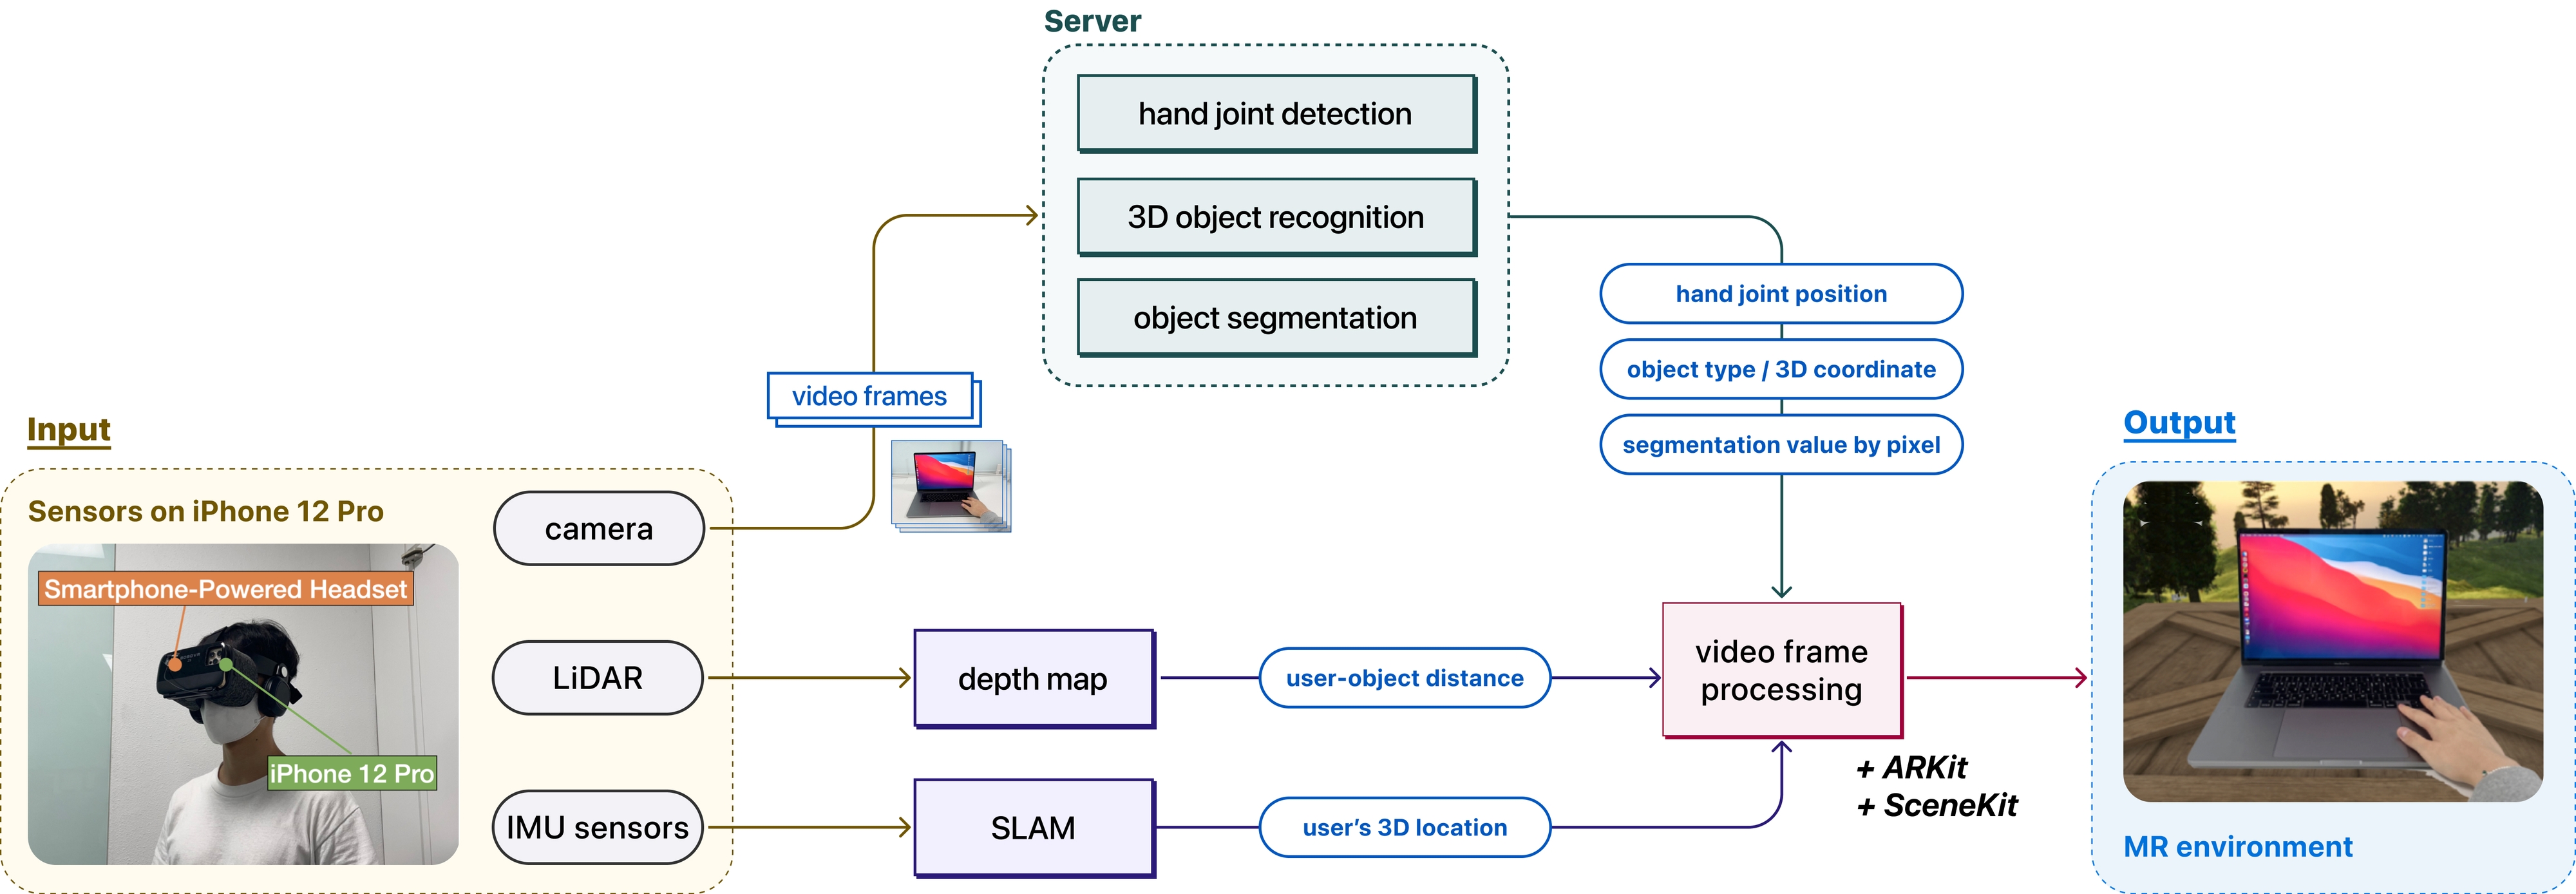 Server
hand joint detection
3D object recognition
object segmentation
video frames
hand joint position
object type / 3D coordinate
segmentation value by pixel
Input
Sensors on iPhone 12 Pro
Smartphone-Powered Headset
iPhone 12 Pro
camera
LiDAR
IMU sensors
depth map
SLAM
user-object distance
user's 3D location
video frame
processing
+ ARKit
+ SceneKit
Output
MR environment